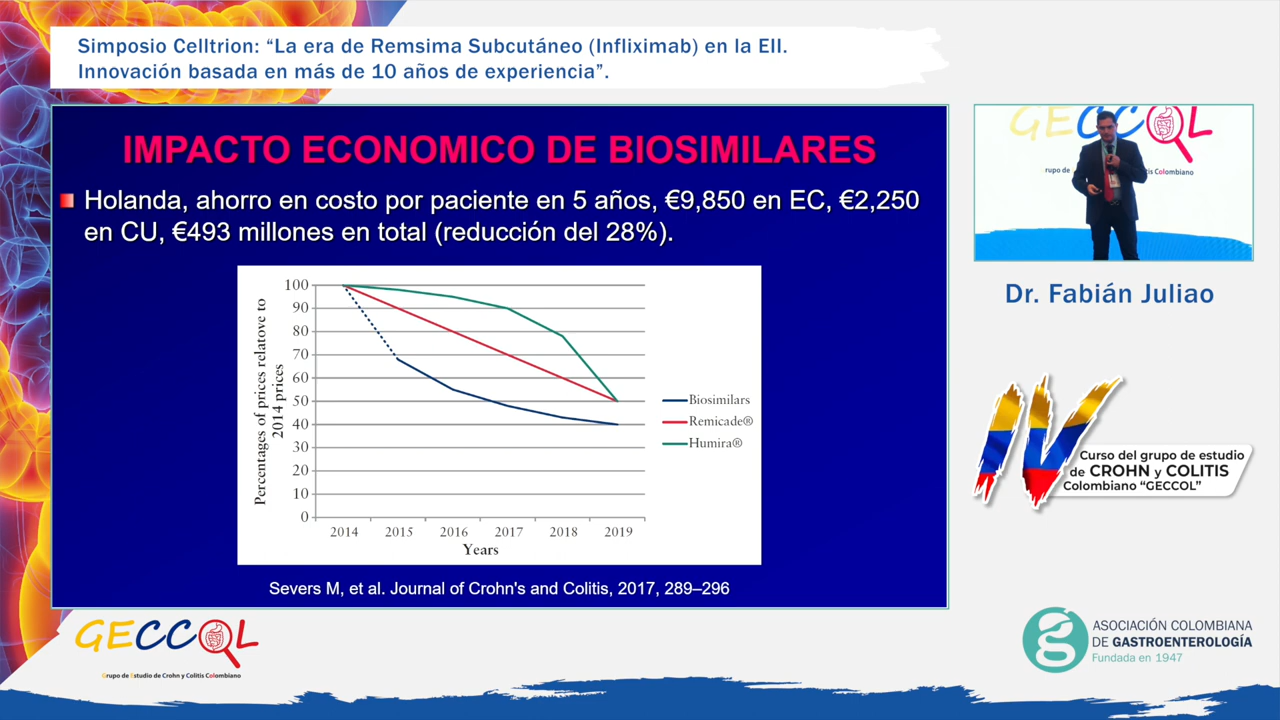 Simposio Celltrion: “La era de Remsima Subcutáneo (Infliximab) en la EII.
Innovación basada en más de 10 años de experiencia”.
IMPACTO ECONOMICO DE BIOSIMILARES
Holanda, ahorro en costo por paciente en 5 años, €9,850 en EC, €2,250
en CU, €493 millones en total (reducción del 28%).
Percentages of prices relatove to
2014 prices
100
90
80
70
60
50
40
30
20
10
0
2014 2015 2016 2017 2018 2019
Years
Biosimilars
Remicade®
Humira®
Severs M, et al. Journal of Crohn's and Colitis, 2017, 289–296
GECCOL
rupo de
itis Colombiano
Dr. Fabián Juliao
IV
Curso del grupo de estudio
de CROHN y COLITIS
Colombiano “GECCOL”
GECCOL
Grupo de Estudio de Crohn y Colitis Colombiano
ASOCIACIÓN COLOMBIANA
DE GASTROENTEROLOGÍA
Fundada en 1947